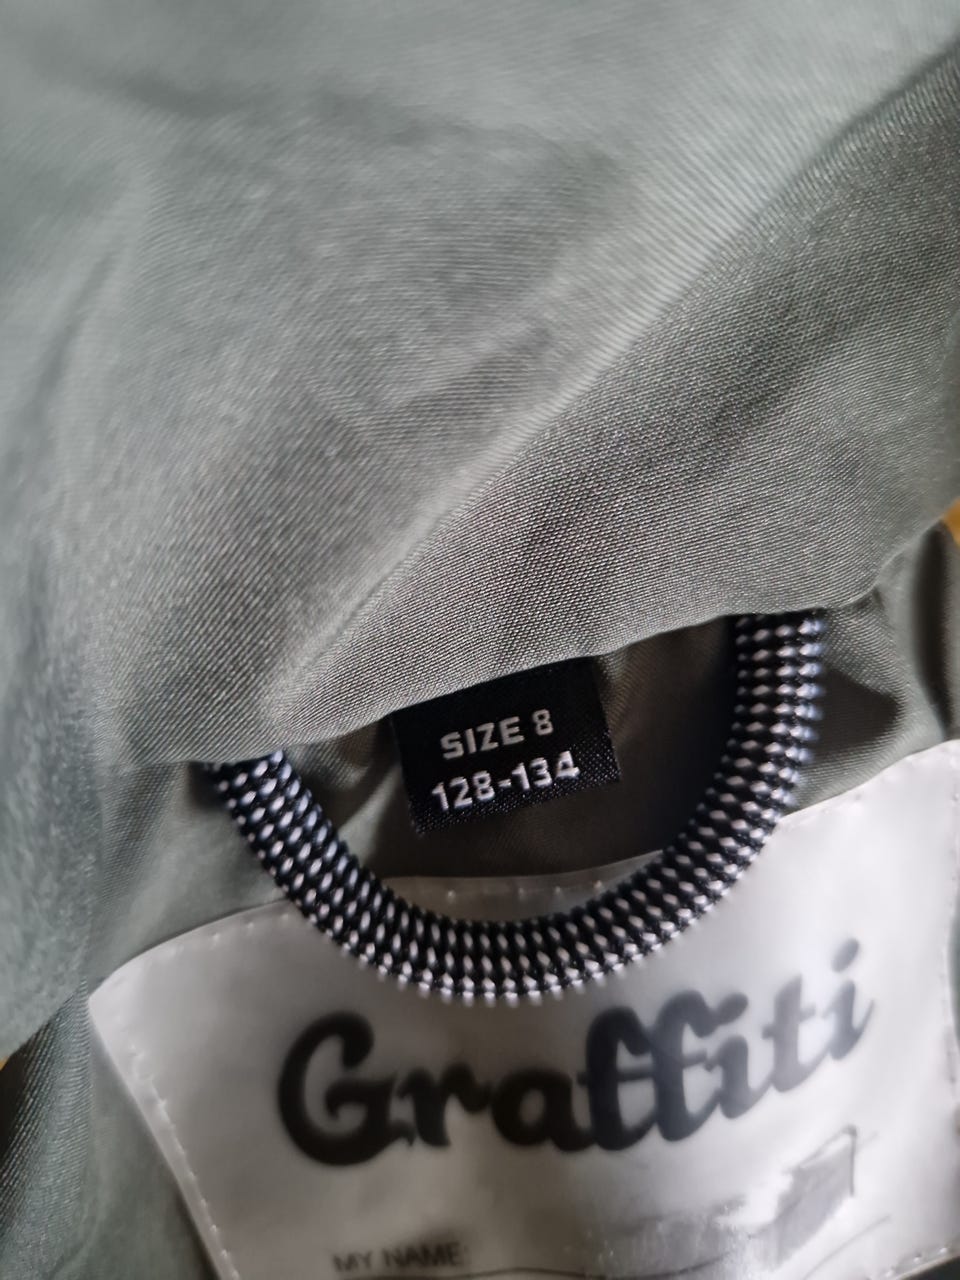 SIZE 8
128-134
Graffiti
MY NAME: